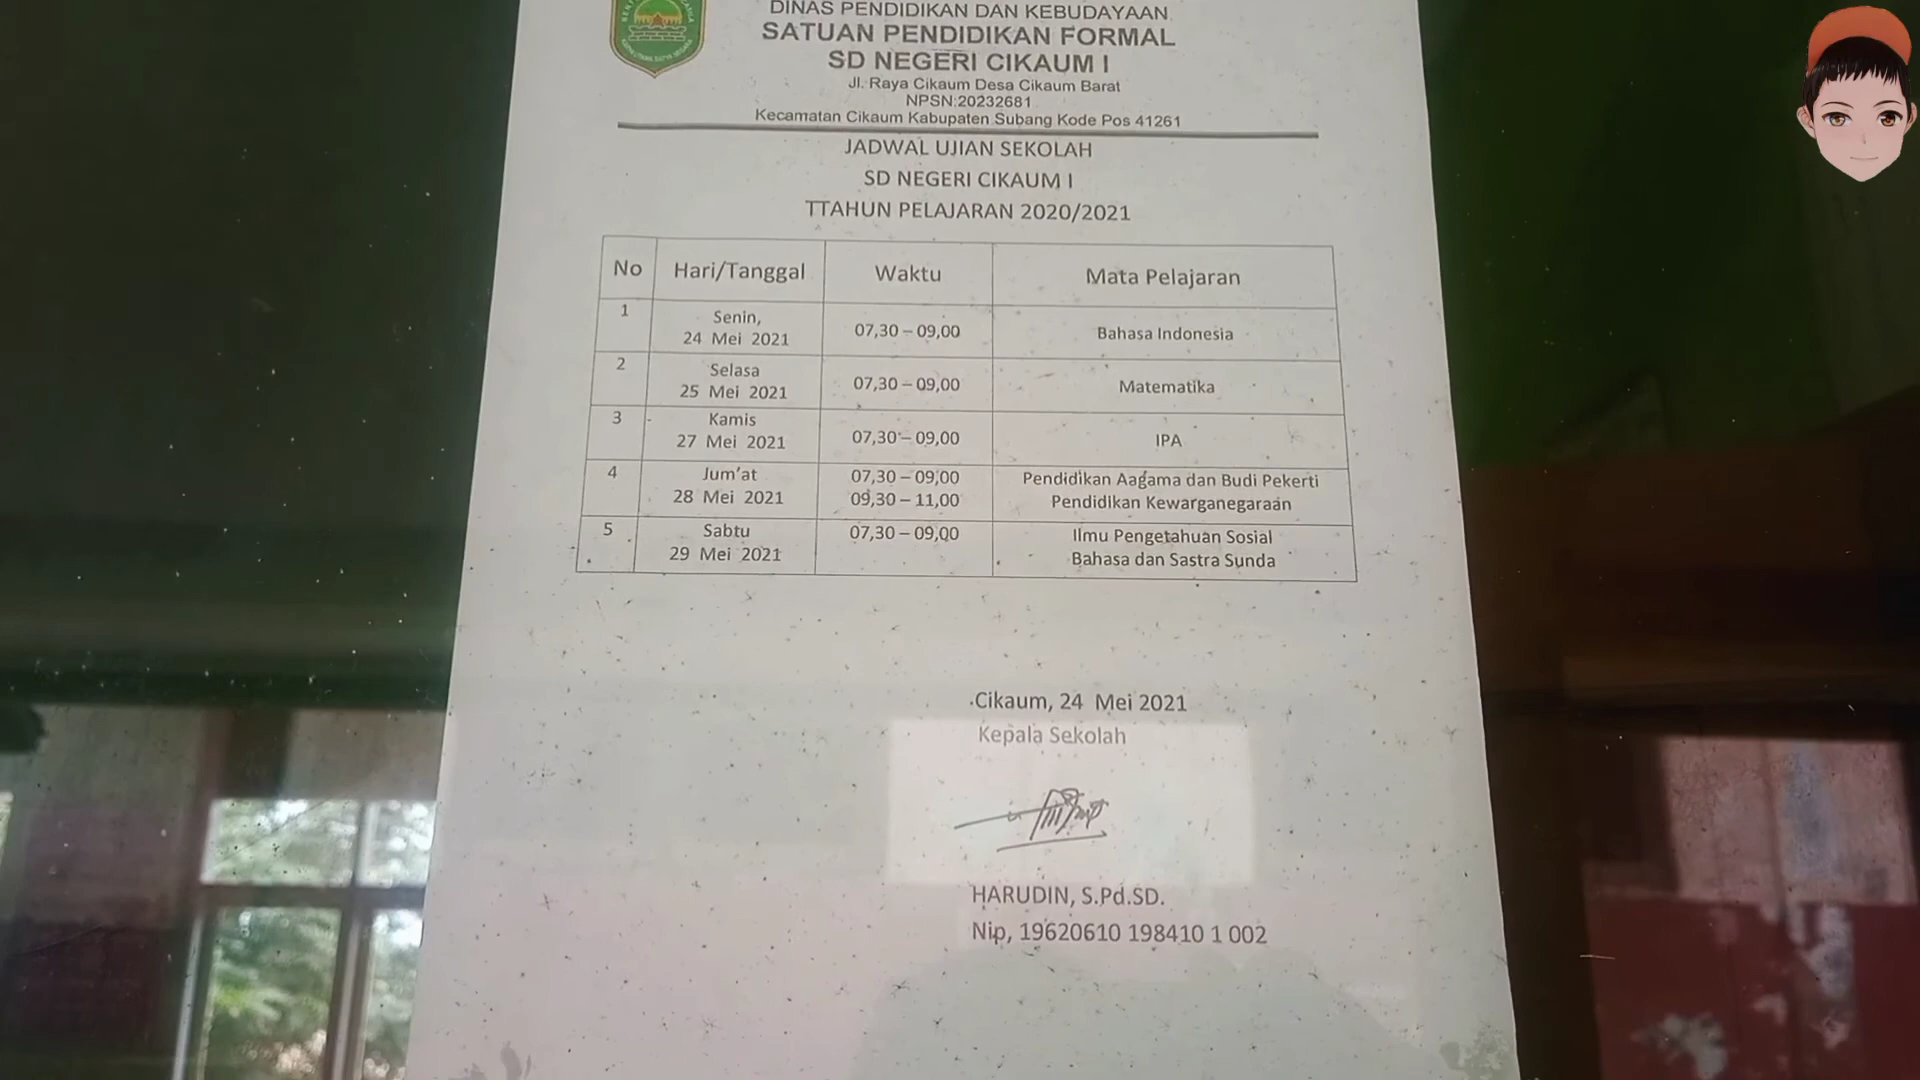 DINAS PENDIDIKAN DAN KEBUDAYAAN
SATUAN PENDIDIKAN FORMAL
SD NEGERI CIKAUM I
Jl. Raya Cikaum Desa Cikaum Barat
NPSN:20232681
Kecamatan Cikaum Kabupaten Subang Kode Pos 41261
JADWAL UJIAN SEKOLAH
SD NEGERI CIKAUM I
TTAHUN PELAJARAN 2020/2021
No Hari/Tanggal Waktu Mata Pelajaran
1 Senin, 
24 Mei 2021 07,30 – 09,00 Bahasa Indonesia
2 Selasa
25 Mei 2021 07,30 – 09,00 Matematika
3 Kamis
27 Mei 2021 07,30 – 09,00 IPA
4 Jum'at 07,30 – 09,00 Pendidikan Aagama dan Budi Pekerti
28 Mei 2021 09,30 – 11,00 Pendidikan Kewarganegaraan
5 Sabtu 07,30 – 09,00 Ilmu Pengetahuan Sosial
29 Mei 2021 Bahasa dan Sastra Sunda
Cikaum, 24 Mei 2021
Kepala Sekolah
HARUDIN, S.Pd.SD.
Nip, 19620610 198410 1 002